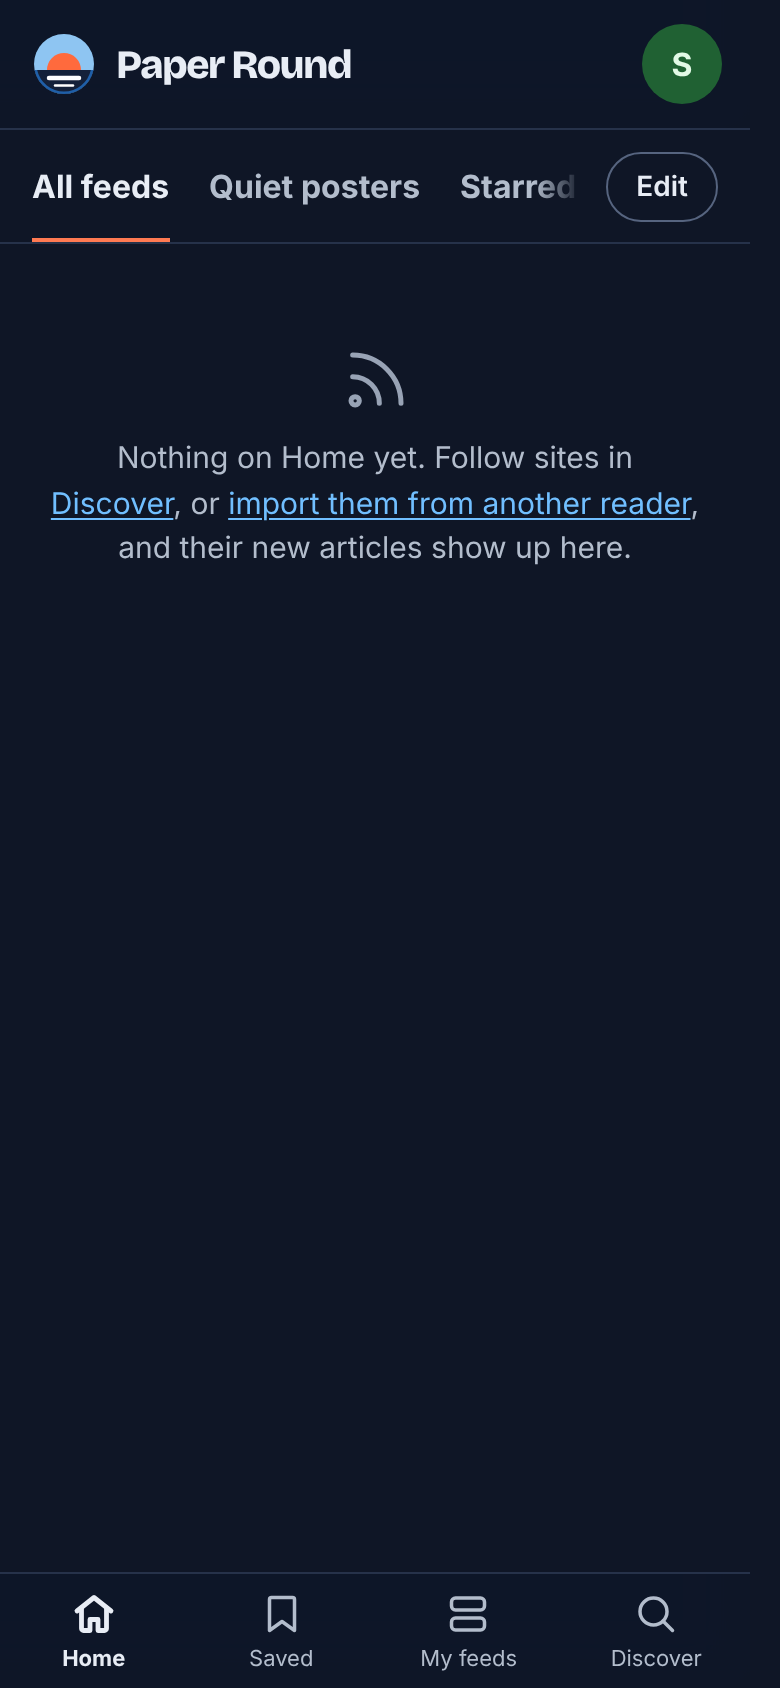 Paper Round
S
All feeds Quiet posters Starred Edit
Nothing on Home yet. Follow sites in
Discover, or import them from another reader,
and their new articles show up here.
Home Saved My feeds Discover